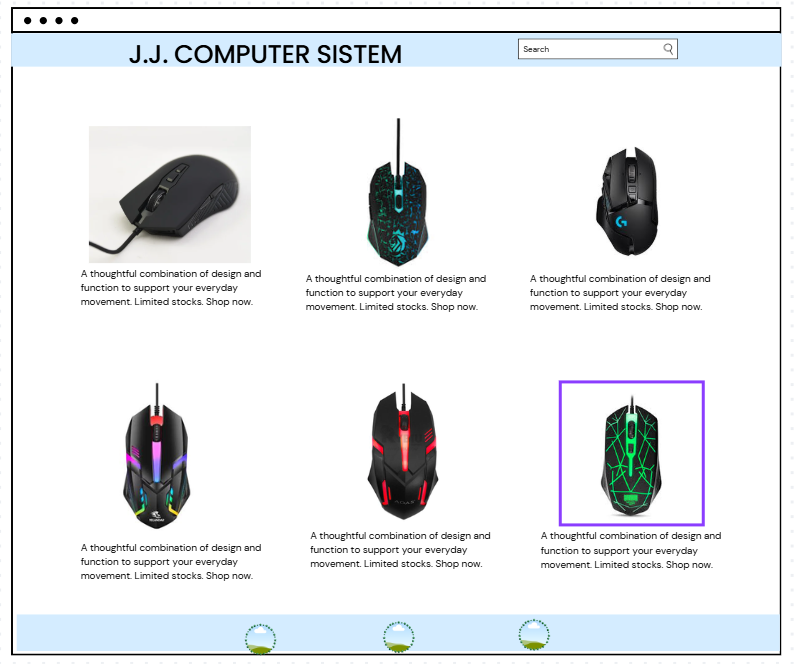 J.J. COMPUTER SISTEM
Search
A thoughtful combination of design and
function to support your everyday
movement. Limited stocks. Shop now.
A thoughtful combination of design and
function to support your everyday
movement. Limited stocks. Shop now.
A thoughtful combination of design and
function to support your everyday
movement. Limited stocks. Shop now.
A thoughtful combination of design and
function to support your everyday
movement. Limited stocks. Shop now.
A thoughtful combination of design and
function to support your everyday
movement. Limited stocks. Shop now.
A thoughtful combination of design and
function to support your everyday
movement. Limited stocks. Shop now.